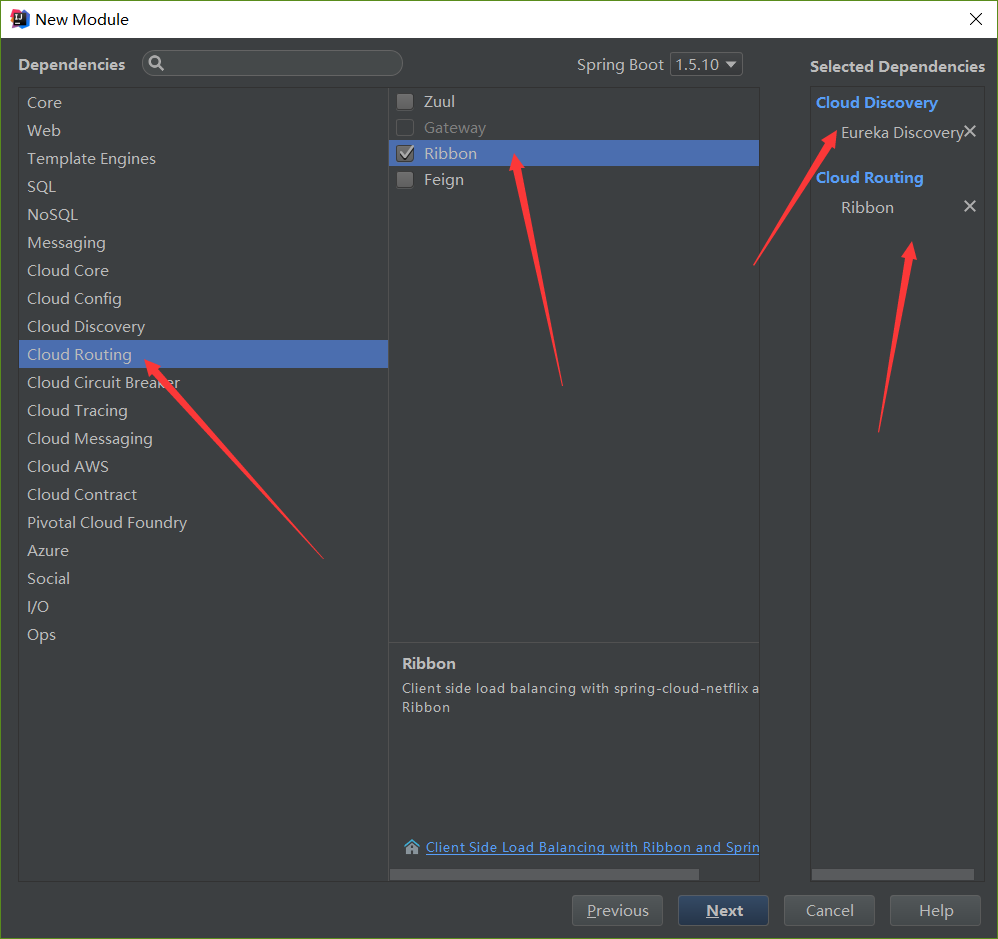 New Module
Dependencies
Spring Boot 1.5.10
Selected Dependencies
Core
Web
Template Engines
SQL
NoSQL
Messaging
Cloud Core
Cloud Config
Cloud Discovery
Cloud Routing
Cloud Circuit Breaker
Cloud Tracing
Cloud Messaging
Cloud AWS
Cloud Contract
Pivotal Cloud Foundry
Azure
Social
I/O
Ops
Zuul
Gateway
Ribbon
Feign
Ribbon
Client side load balancing with spring-cloud-netflix a
Ribbon
Client Side Load Balancing with Ribbon and Sprin
Cloud Discovery
Eureka Discovery
Cloud Routing
Ribbon
Previous
Next
Cancel
Help